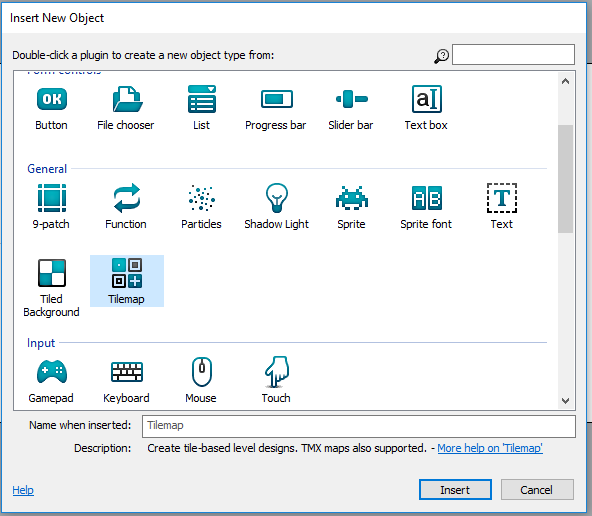 Insert New Object
Double-click a plugin to create a new object type from:
Form controls
OK
aI
Button File chooser List Progress bar Slider bar Text box
General
AB
T
9-patch Function Particles Shadow Light Sprite Sprite font Text
Tiled Background Tilemap
Input
Gamepad Keyboard Mouse Touch
Name when inserted: Tilemap
Description: Create tile-based level designs. TMX maps also supported. - More help on 'Tilemap'
Help Insert Cancel